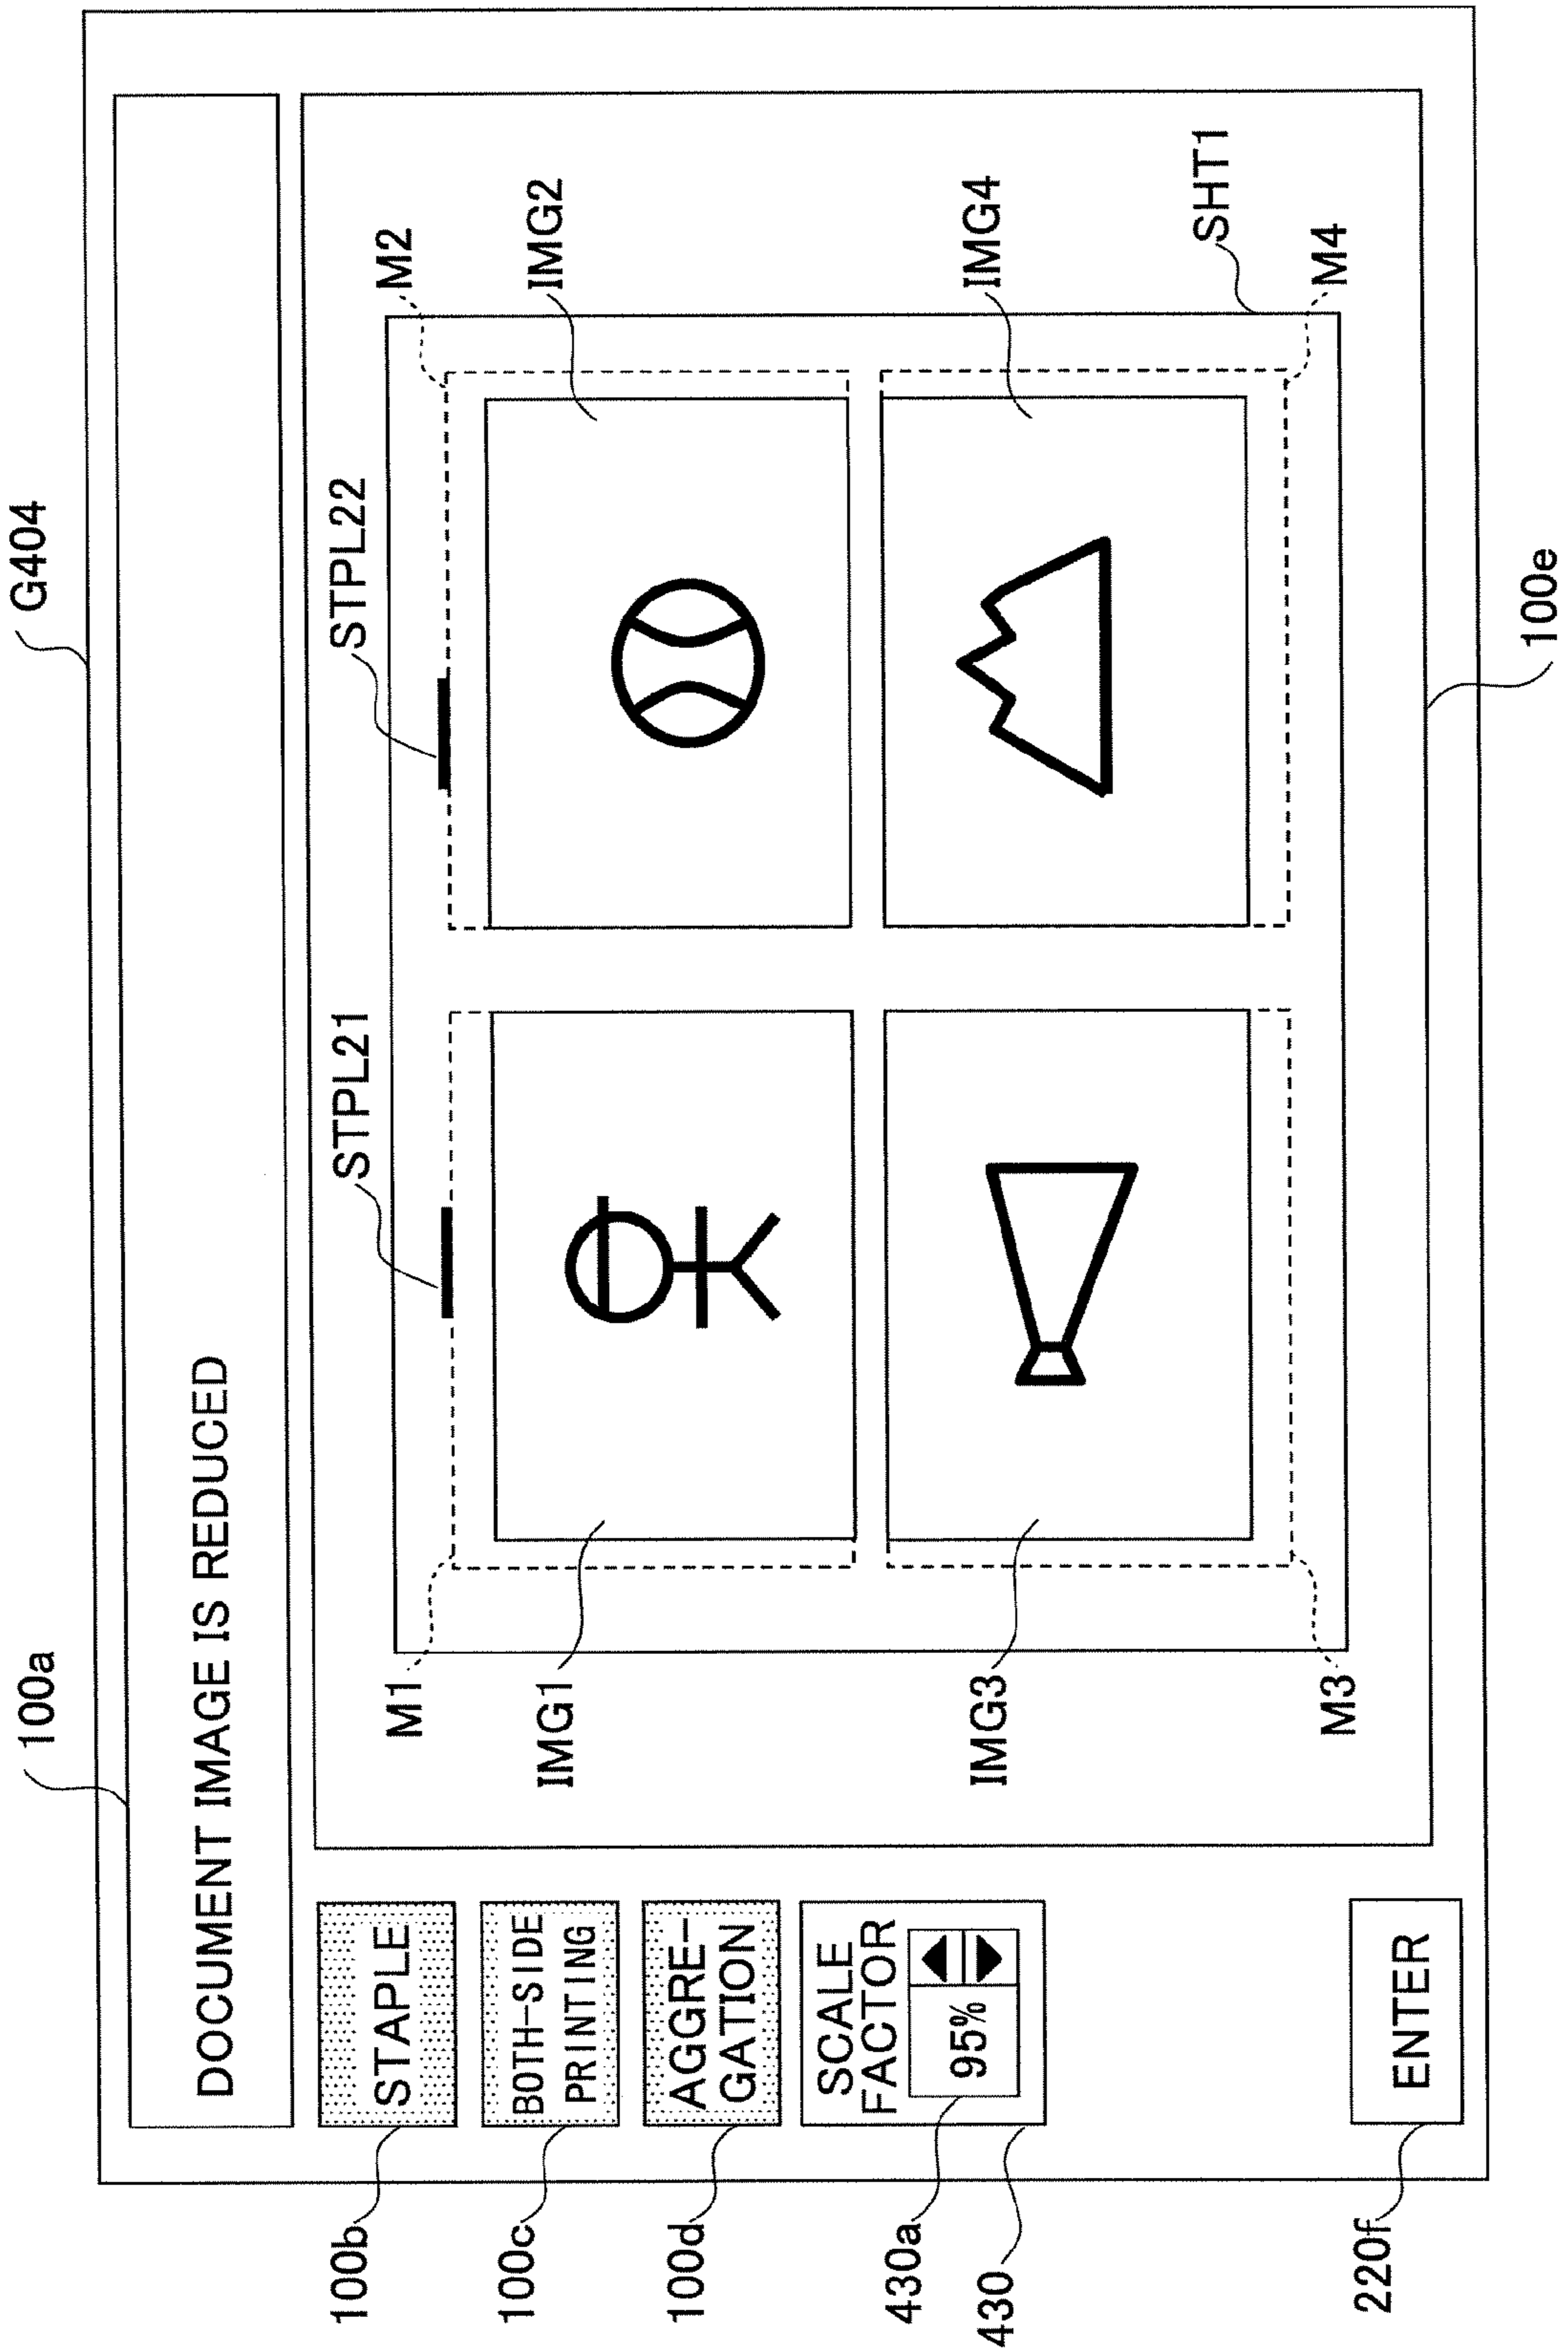 G404
100a
DOCUMENT IMAGE IS REDUCED
100b
STAPLE
100c
BOTH-SIDE
PRINTING
100d
AGGRE-
GATION
430a
430
SCALE
FACTOR
95%
220f
ENTER
STPL21
STPL22
M1
M2
IMG1
IMG2
IMG3
IMG4
M3
M4
SHT1
100e